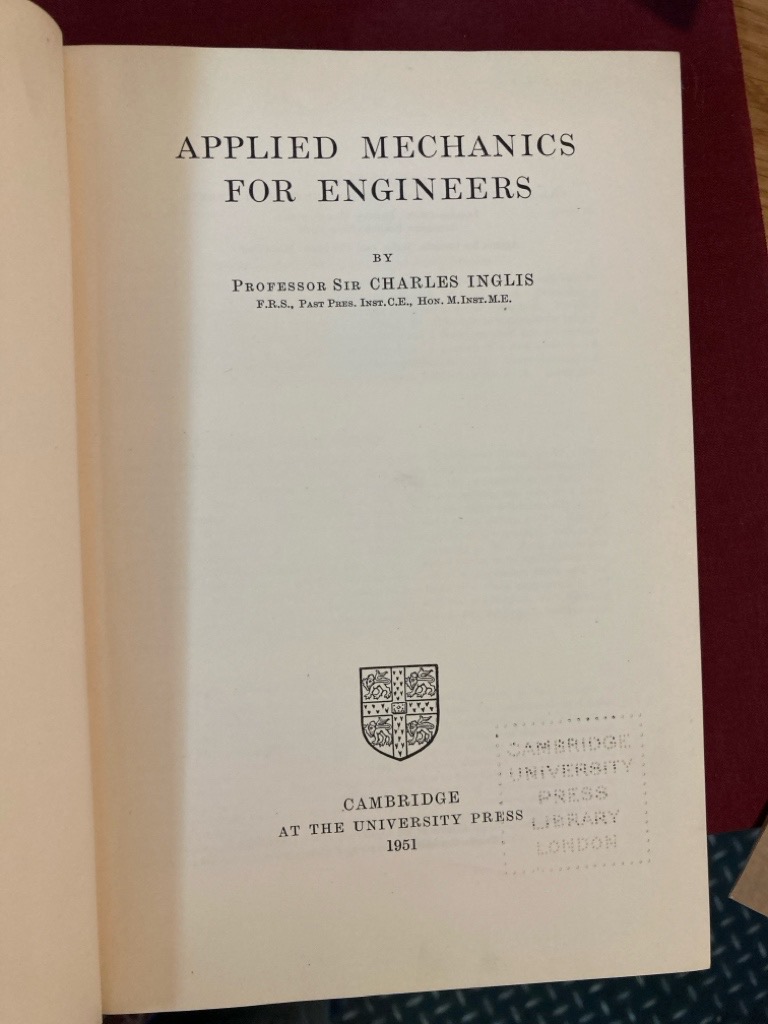 APPLIED MECHANICS
FOR ENGINEERS
BY
PROFESSOR SIR CHARLES INGLIS
F.R.S., PAST PRES. INST.C.E., HON. M.INST.M.E.
CAMBRIDGE
AT THE UNIVERSITY PRESS
1951
CAMBRIDGE
UNIVERSITY
PRESS
LIBRARY
LONDON